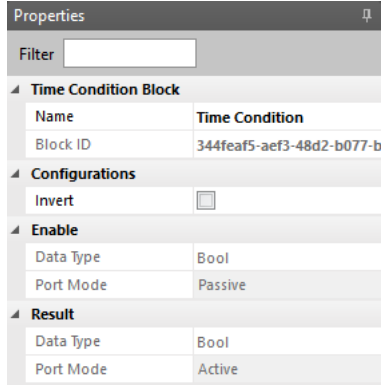 Properties
Filter
Time Condition Block
Name Time Condition
Block ID 344feaf5-aef3-48d2-b077-b
Configurations
Invert
Enable
Data Type Bool
Port Mode Passive
Result
Data Type Bool
Port Mode Active